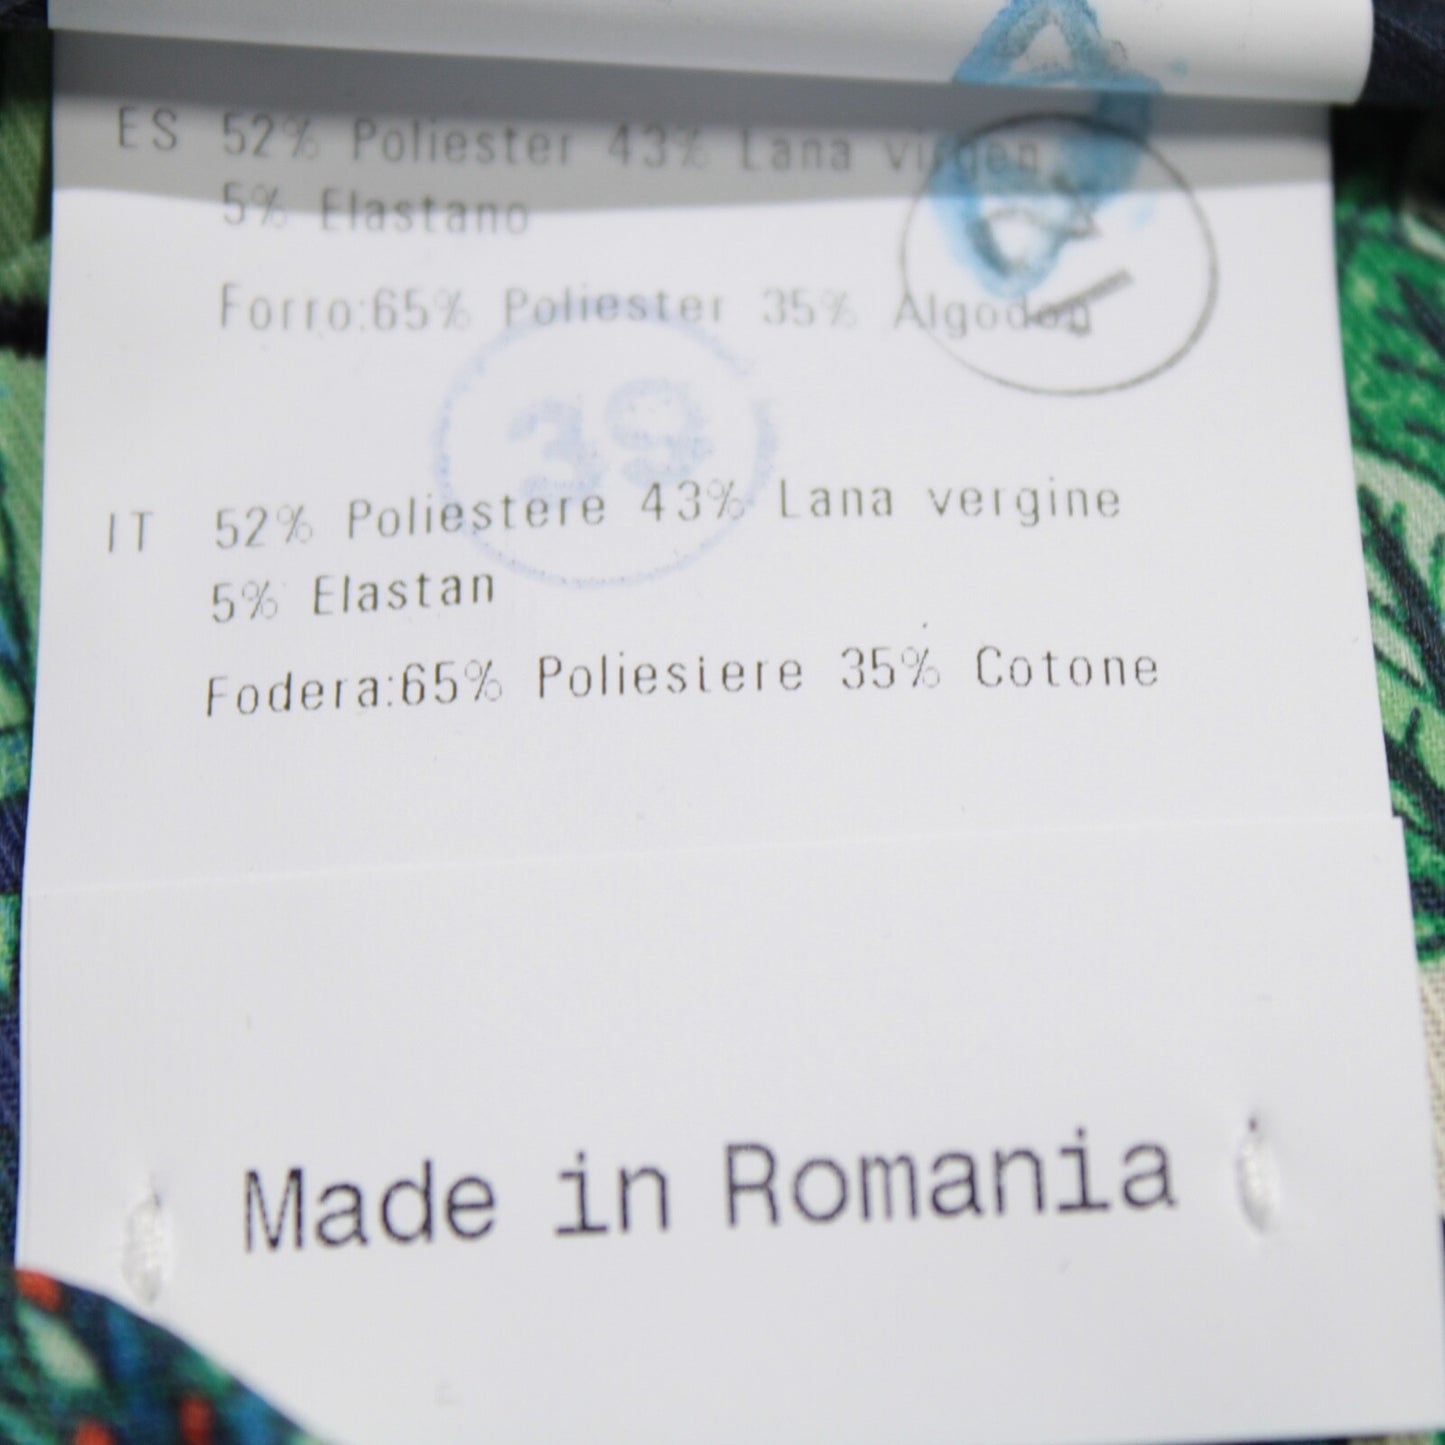 ES 52% Poliester 43% Lana virgen
5% Elastano
Forro:65% Poliester 35% Algodon
39
IT 52% Poliestere 43% Lana vergine
5% Elastan
Fodera:65% Poliestere 35% Cotone
Made in Romania